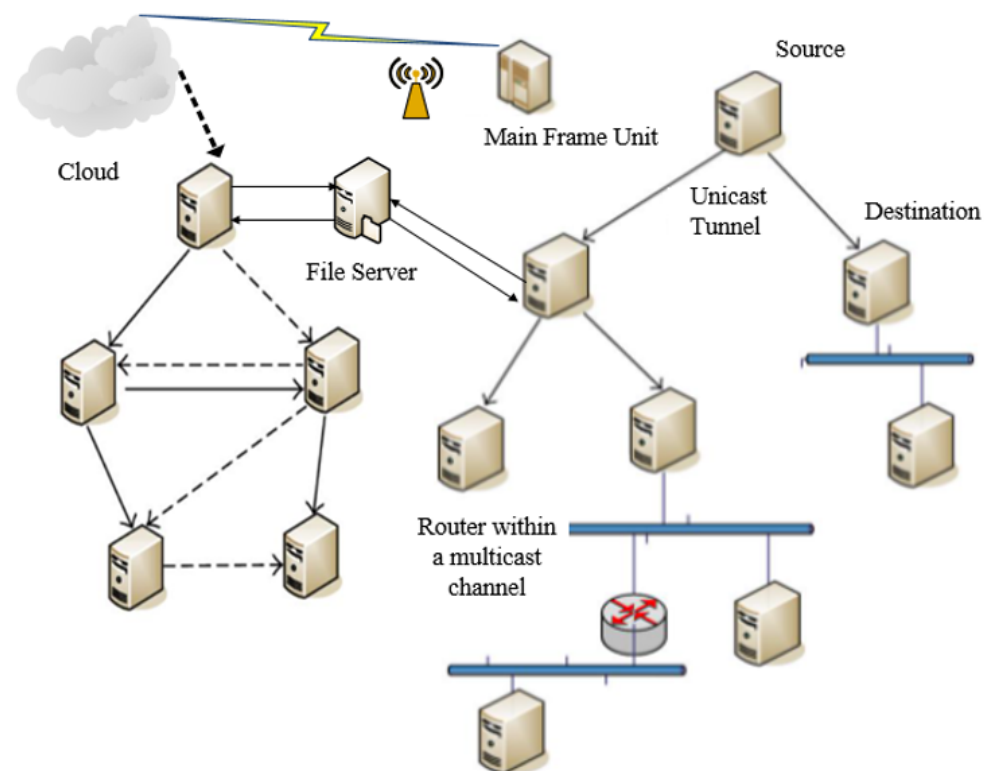 Source
Main Frame Unit
Cloud
Unicast
Tunnel
Destination
File Server
Router within
a multicast
channel